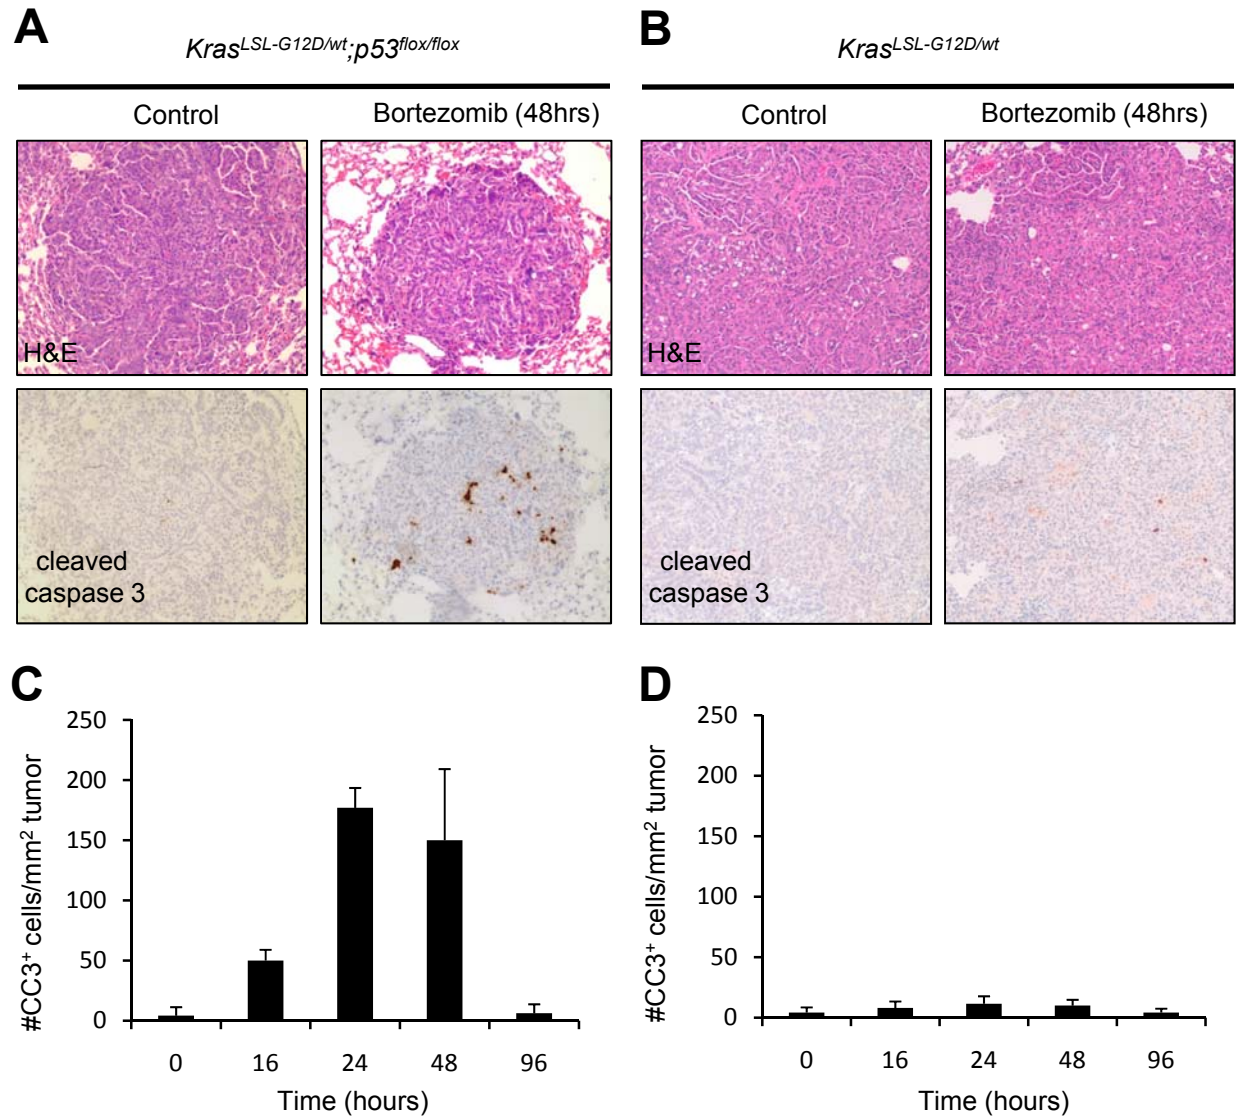 A
Kras^LSL-G12D/wt;p53^flox/flox
Control
Bortezomib (48hrs)
H&E
cleaved
caspase 3
B
Kras^LSL-G12D/wt
Control
Bortezomib (48hrs)
H&E
cleaved
caspase 3
C
#CC3⁺ cells/mm² tumor
250
200
150
100
50
0
0 16 24 48 96
Time (hours)
D
#CC3⁺ cells/mm² tumor
250
200
150
100
50
0
0 16 24 48 96
Time (hours)